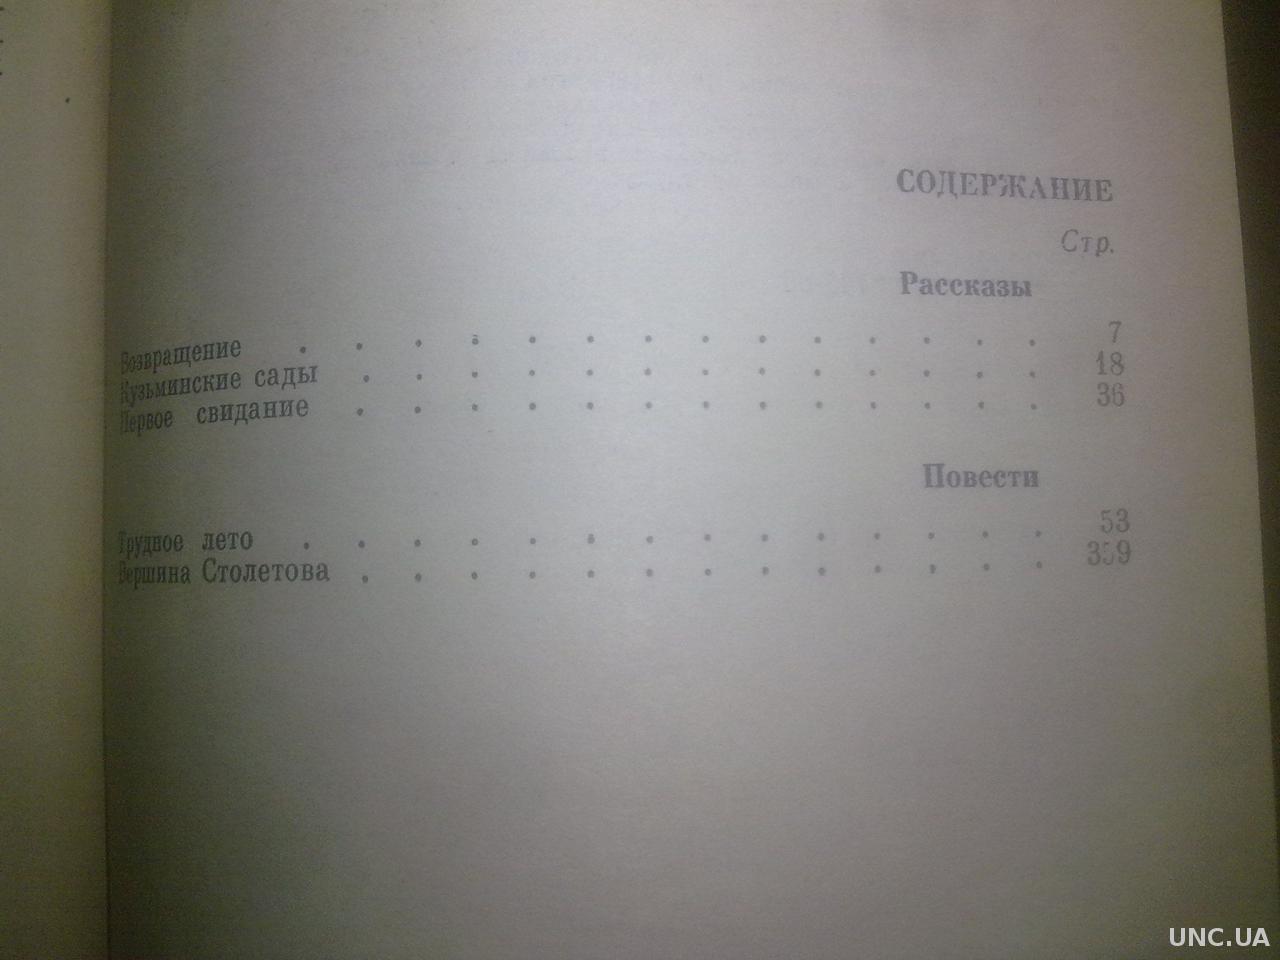 СОДЕРЖАНИЕ
Стр.
Рассказы
Возвращение . . . . . . . . . . . . . . 7
Кузьминские сады . . . . . . . . . . . . . 18
Первое свидание . . . . . . . . . . . . . 36
Повести
Трудное лето . . . . . . . . . . . . . . 53
Вершина Столетова . . . . . . . . . . . . . 359
UNC.UA